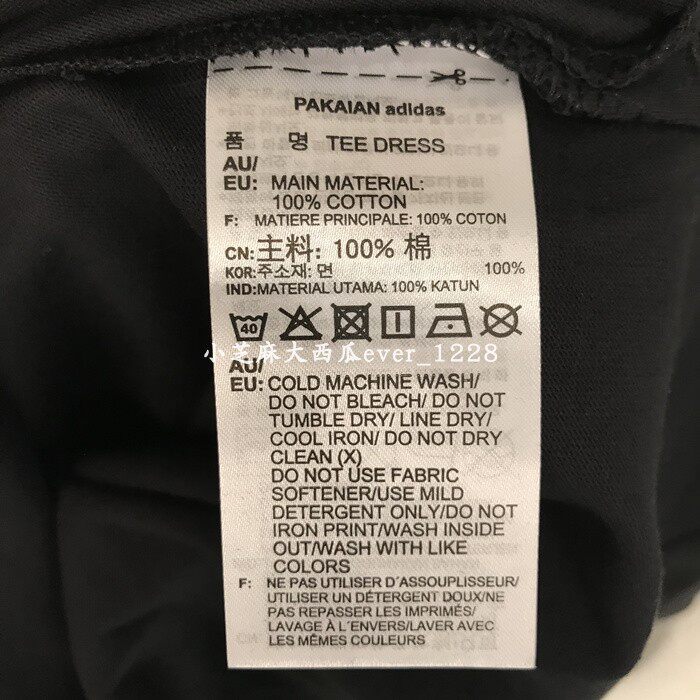 PAKAIAN adidas
품 명 TEE DRESS
AU/
EU: MAIN MATERIAL:
100% COTTON
F: MATIERE PRINCIPALE: 100% COTON
CN: 主料: 100% 棉
KOR:주소재: 면 100%
IND:MATERIAL UTAMA: 100% KATUN
40
小芝麻大西瓜ever_1228
AU/
EU: COLD MACHINE WASH/
DO NOT BLEACH/ DO NOT
TUMBLE DRY/ LINE DRY/
COOL IRON/ DO NOT DRY
CLEAN (X)
DO NOT USE FABRIC
SOFTENER/USE MILD
DETERGENT ONLY/DO NOT
IRON PRINT/WASH INSIDE
OUT/WASH WITH LIKE
COLORS
F: NE PAS UTILISER D´ASSOUPLISSEUR/
UTILISER UN DÉTERGENT DOUX/NE
PAS REPASSER LES IMPRIMÉS/
LAVAGE À L´ENVERS/LAVER AVEC
LES MÊMES COULEURS